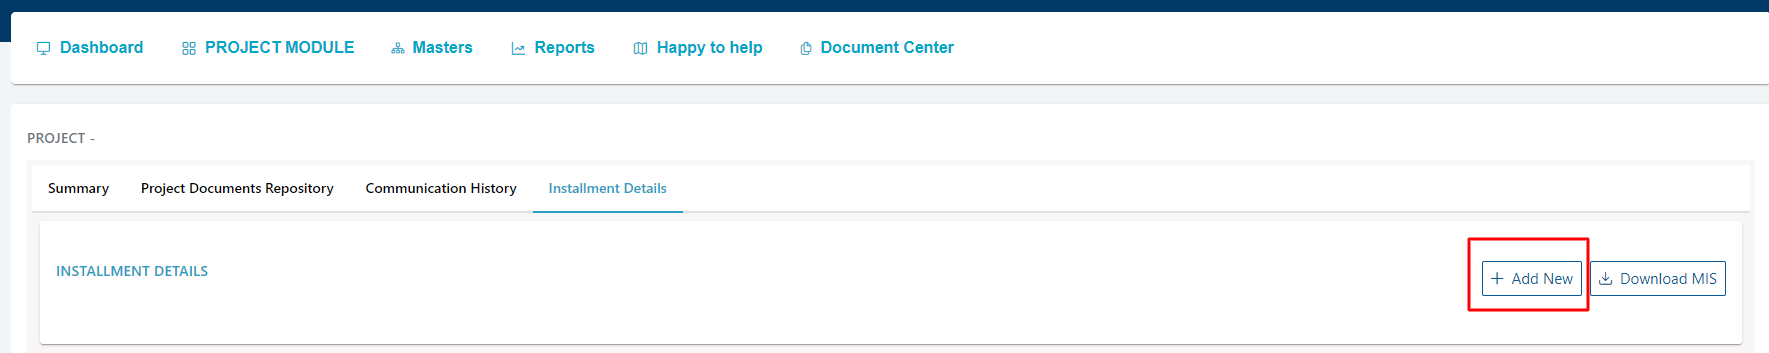 Dashboard PROJECT MODULE Masters Reports Happy to help Document Center
PROJECT -
Summary Project Documents Repository Communication History Installment Details
INSTALLMENT DETAILS
Add New Download MIS